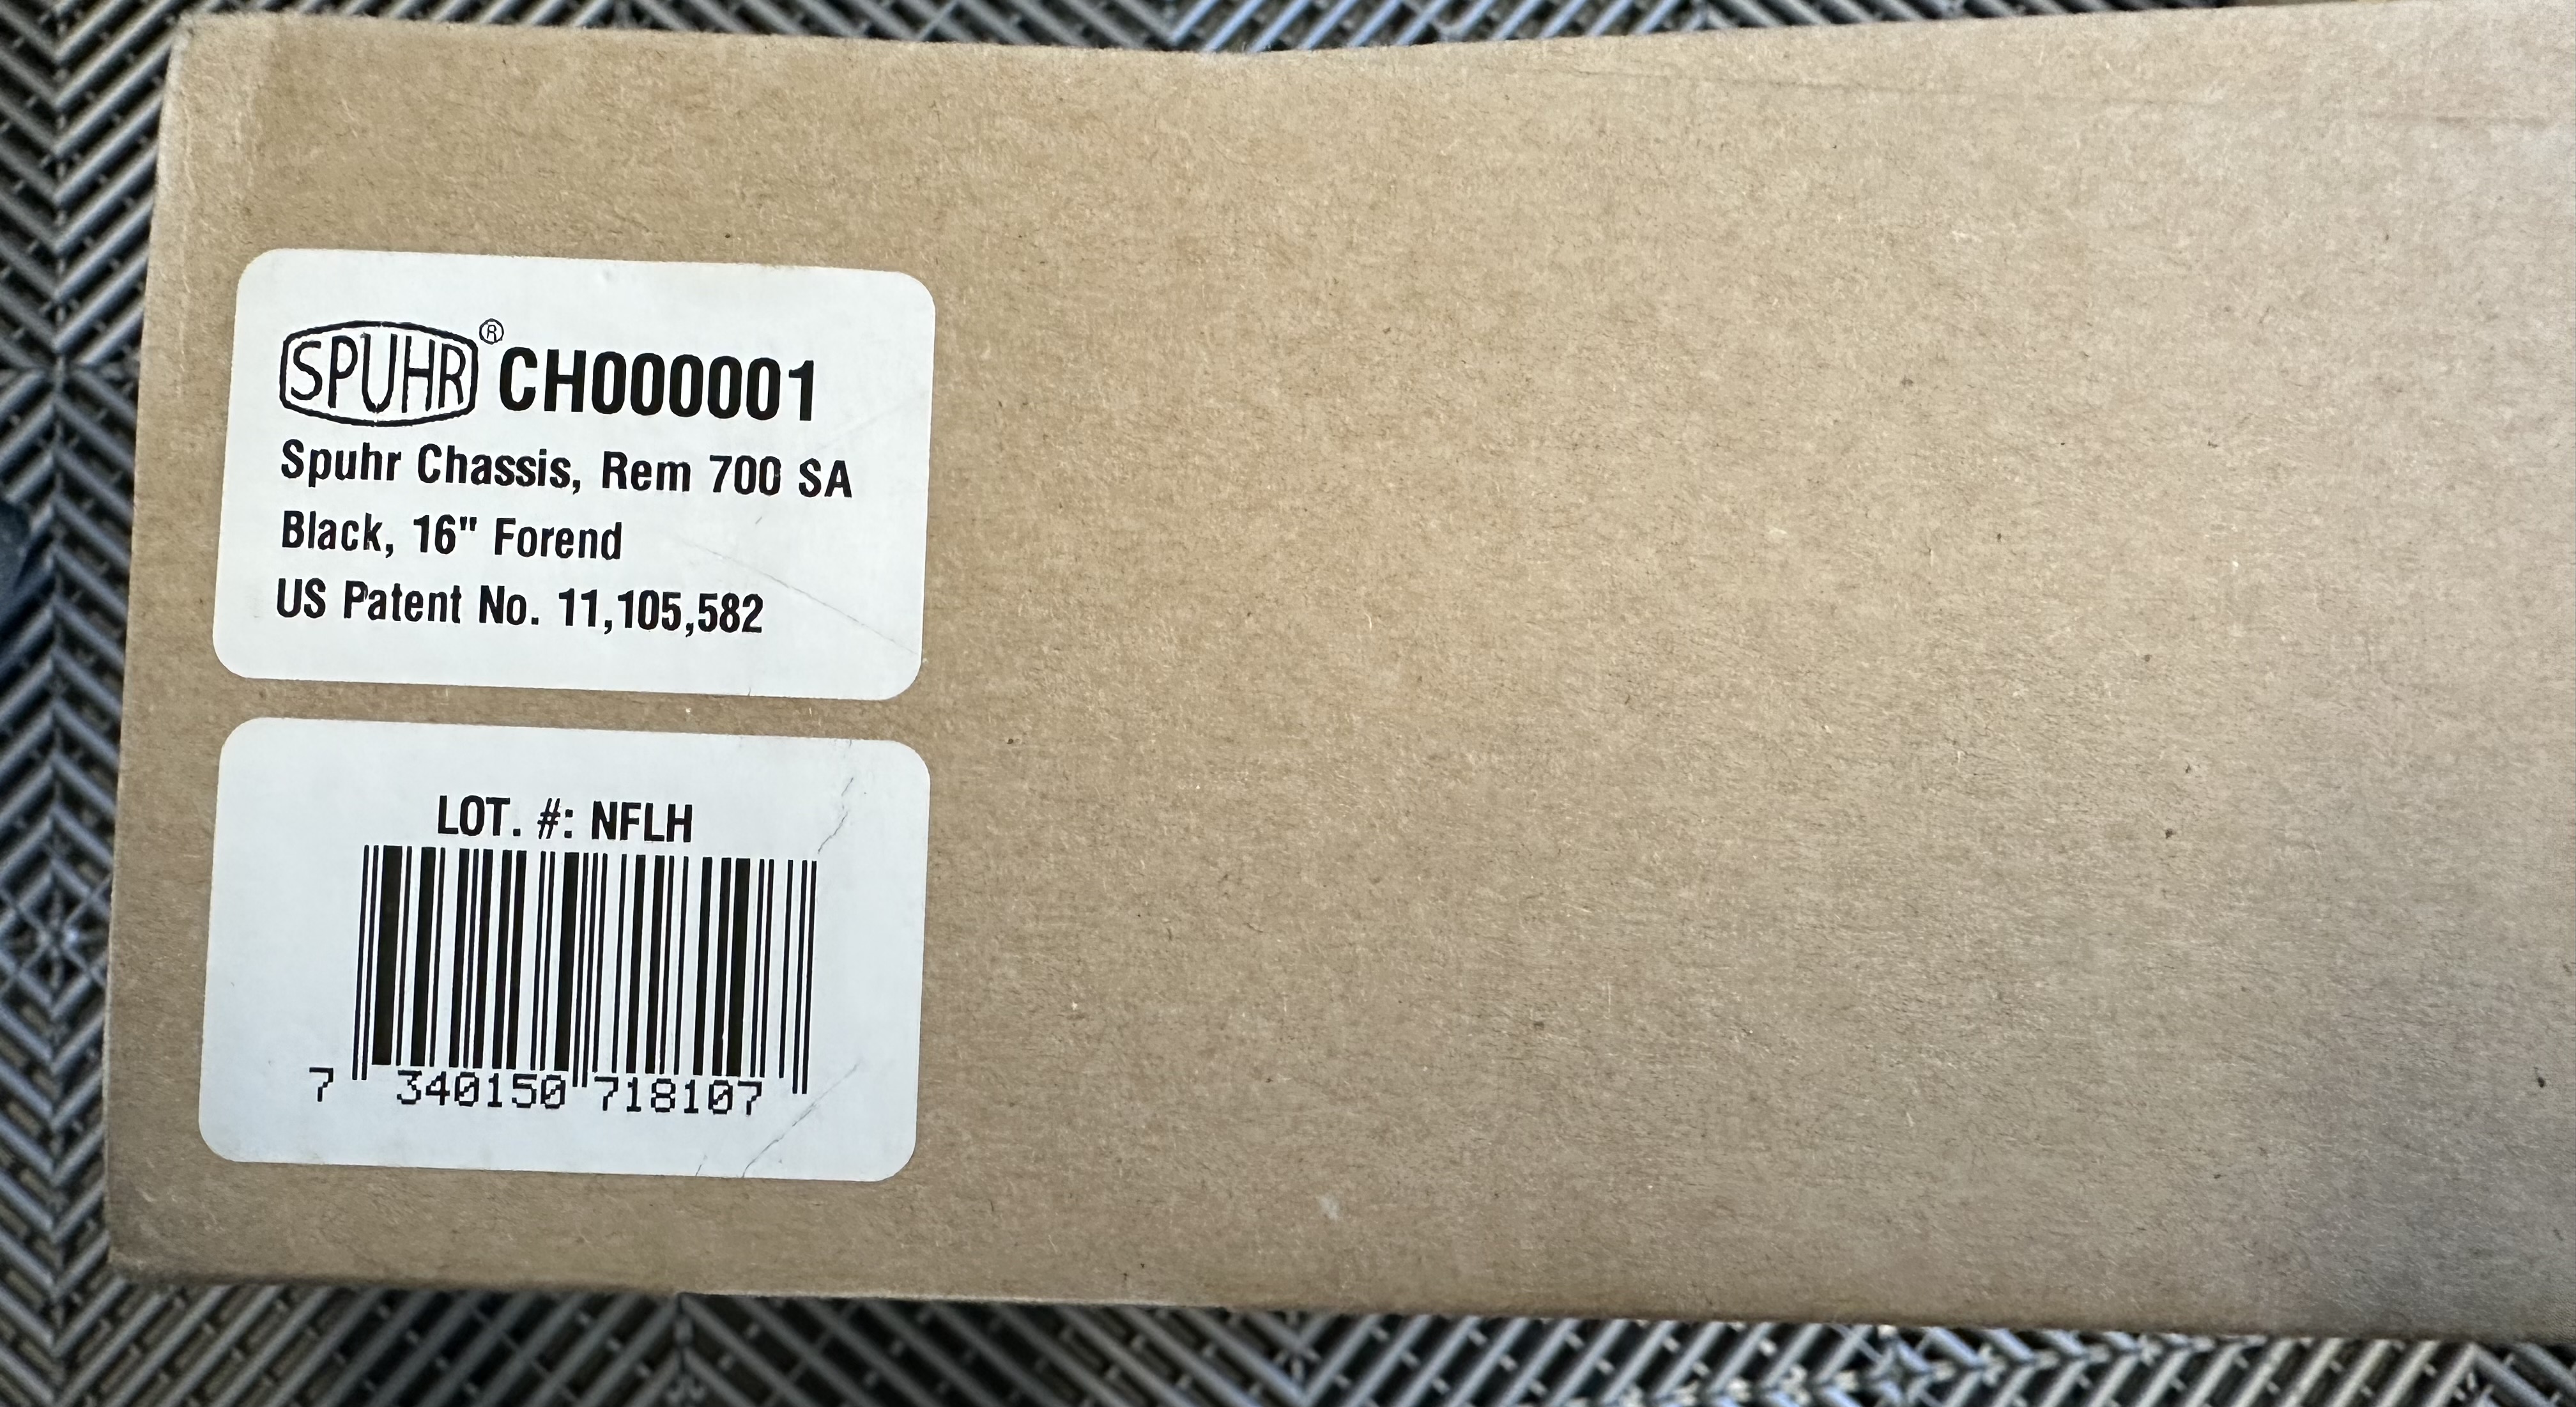 SPUHR® CH000001
Spuhr Chassis, Rem 700 SA
Black, 16" Forend
US Patent No. 11,105,582
LOT. #: NFLH
7 340150 718107